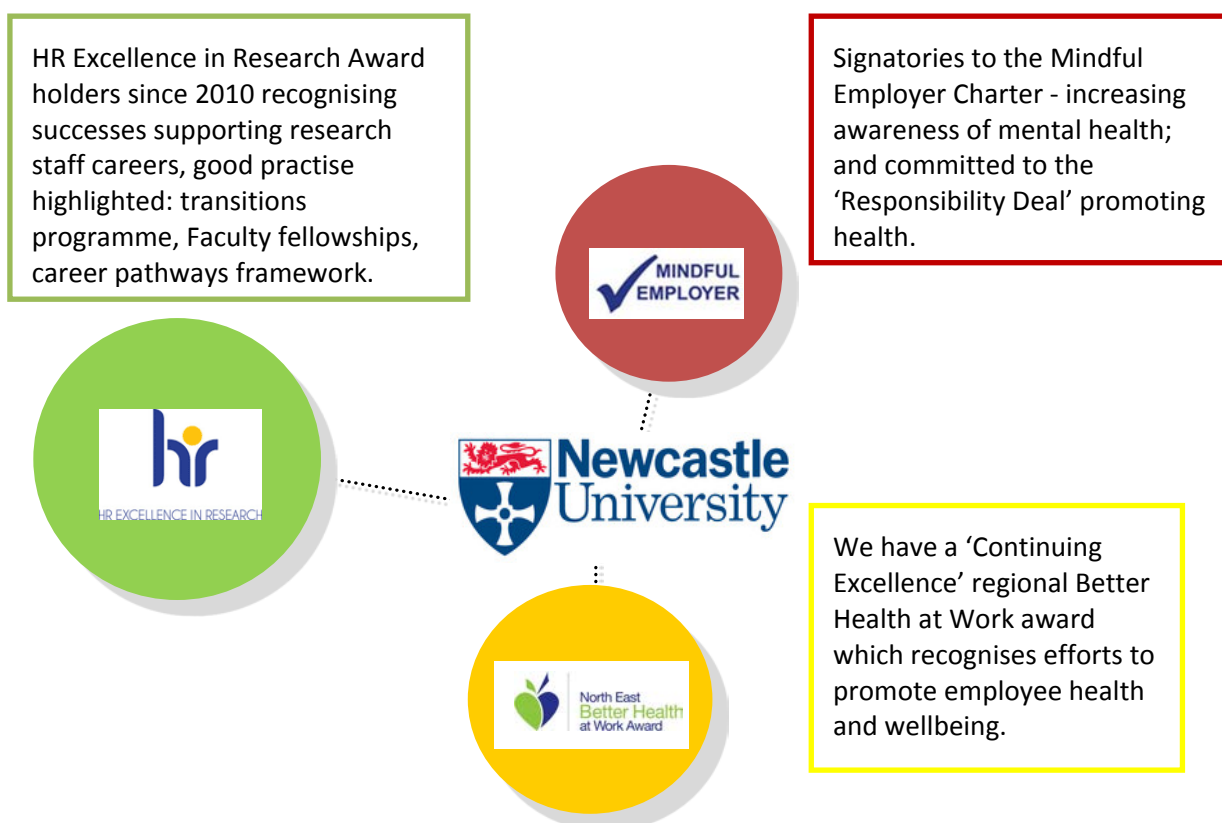 HR Excellence in Research Award
holders since 2010 recognising
successes supporting research
staff careers, good practise
highlighted: transitions
programme, Faculty fellowships,
career pathways framework.
Signatories to the Mindful
Employer Charter - increasing
awareness of mental health;
and committed to the
‘Responsibility Deal’ promoting
health.
MINDFUL
EMPLOYER
hr
HR EXCELLENCE IN RESEARCH
Newcastle
University
We have a ‘Continuing
Excellence’ regional Better
Health at Work award
which recognises efforts to
promote employee health
and wellbeing.
North East
Better Health
at Work Award